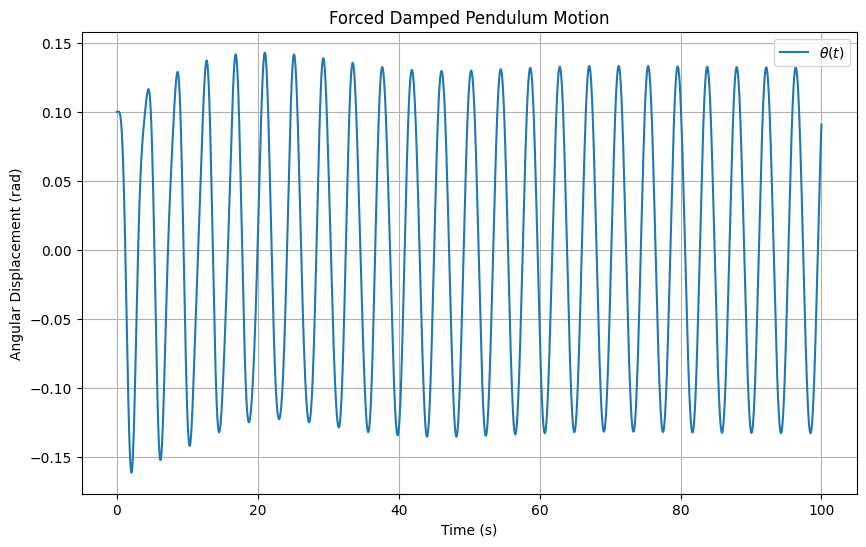 Forced Damped Pendulum Motion
θ(t)
Angular Displacement (rad)
0.15
0.10
0.05
0.00
−0.05
−0.10
−0.15
0 20 40 60 80 100
Time (s)